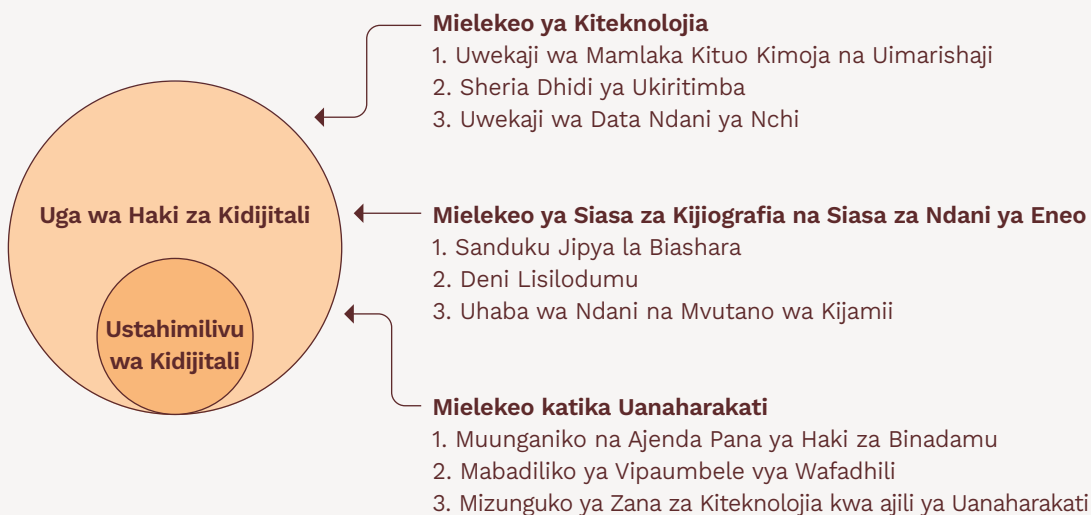 Mielekeo ya Kiteknolojia
1. Uwekaji wa Mamlaka Kituo Kimoja na Uimarishaji
2. Sheria Dhidi ya Ukiritimba
3. Uwekaji wa Data Ndani ya Nchi
Uga wa Haki za Kidijitali
Ustahimilivu
wa Kidijitali
Mielekeo ya Siasa za Kijiografia na Siasa za Ndani ya Eneo
1. Sanduku Jipya la Biashara
2. Deni Lisilodumu
3. Uhaba wa Ndani na Mvutano wa Kijamii
Mielekeo katika Uanaharakati
1. Muunganiko na Ajenda Pana ya Haki za Binadamu
2. Mabadiliko ya Vipaumbele vya Wafadhili
3. Mizunguko ya Zana za Kiteknolojia kwa ajili ya Uanaharakati